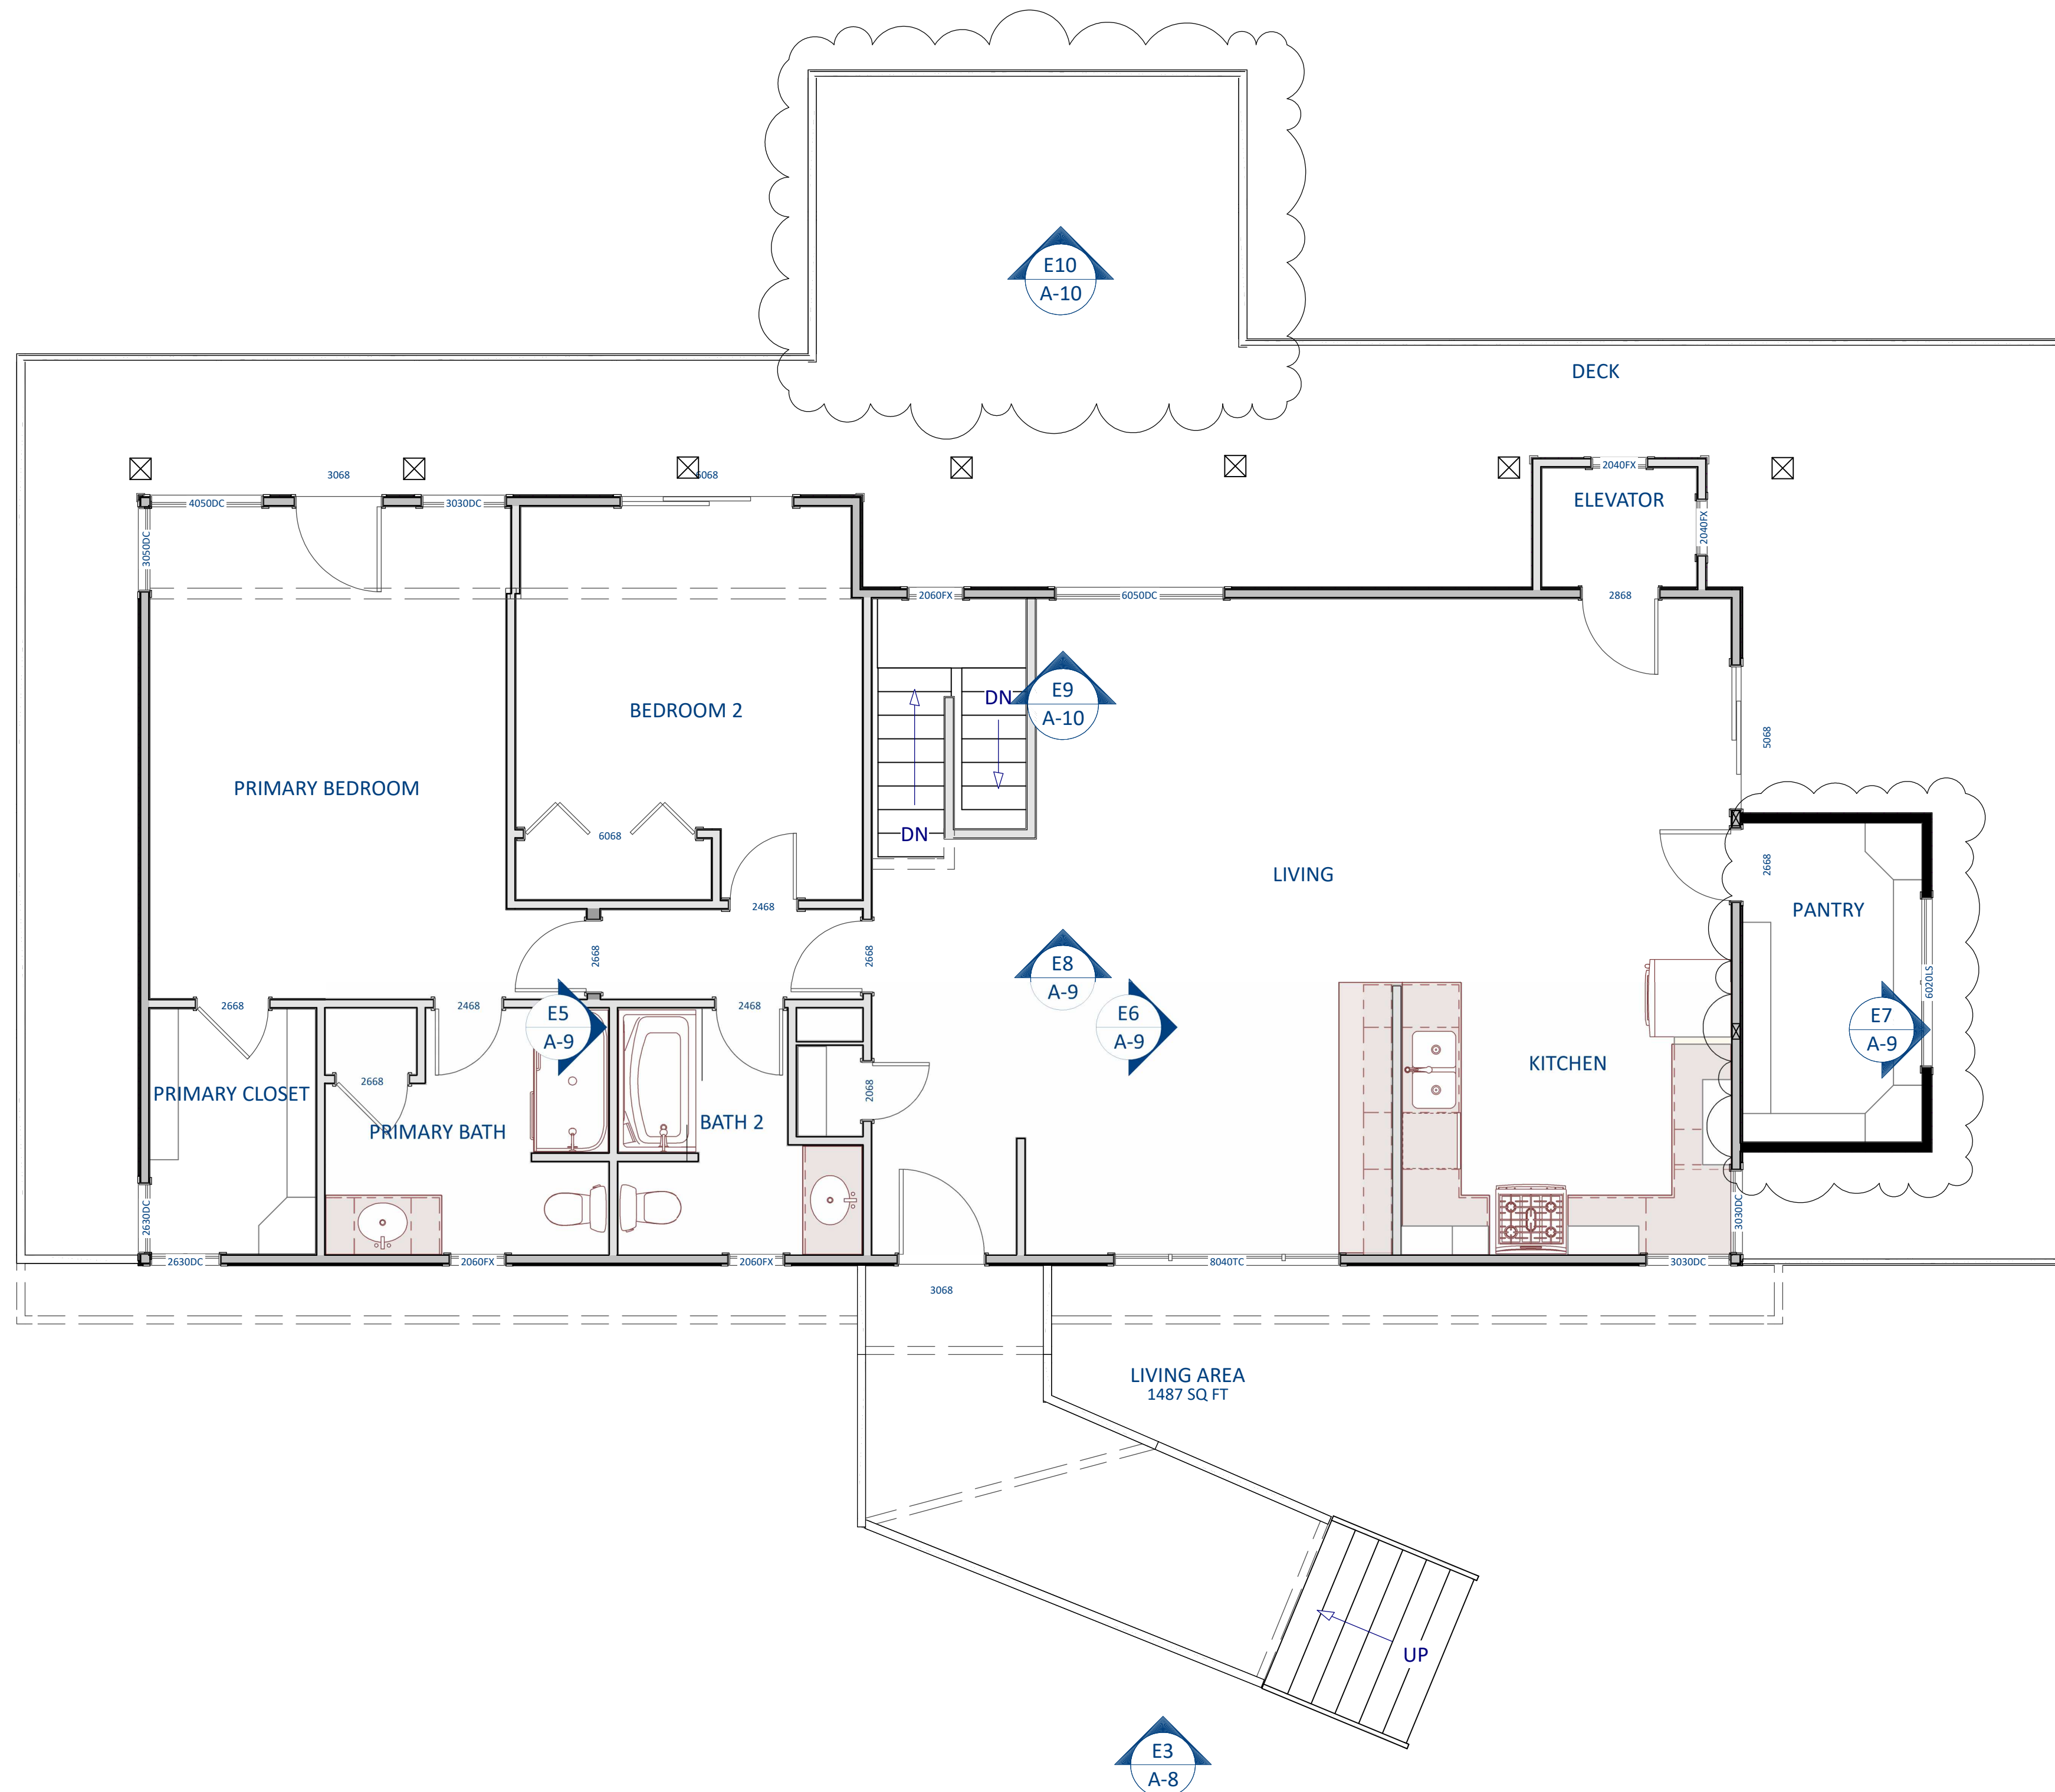 E10
A-10
DECK
3068
6068
2040FX
ELEVATOR
4050DC
3030DC
2040FX
3050DC
2060FX
6050DC
2868
DN
E9
A-10
BEDROOM 2
5068
PRIMARY BEDROOM
6068
DN
2668
LIVING
2468
PANTRY
2668
2668
E8
A-9
6020LS
2668
2468
2468
E5
A-9
E6
A-9
E7
A-9
KITCHEN
2668
2068
PRIMARY CLOSET
BATH 2
PRIMARY BATH
2630DC
3030DC
2630DC
2060FX
2060FX
8040TC
3030DC
3068
LIVING AREA
1487 SQ FT
UP
E3
A-8